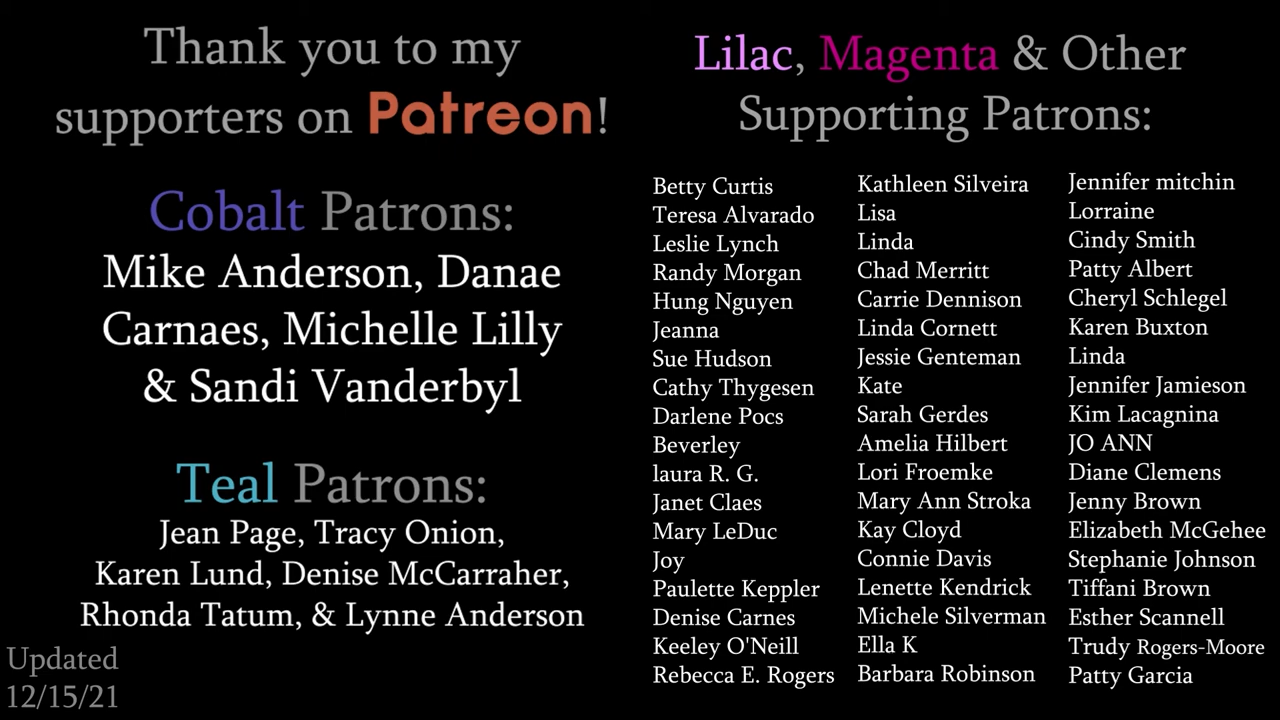 Thank you to my
supporters on Patreon!
Cobalt Patrons:
Mike Anderson, Danae
Carnaes, Michelle Lilly
& Sandi Vanderbyl
Teal Patrons:
Jean Page, Tracy Onion,
Karen Lund, Denise McCarraher,
Rhonda Tatum, & Lynne Anderson
Updated
12/15/21
Lilac, Magenta & Other
Supporting Patrons:
Betty Curtis
Teresa Alvarado
Leslie Lynch
Randy Morgan
Hung Nguyen
Jeanna
Sue Hudson
Cathy Thygesen
Darlene Pocs
Beverley
laura R. G.
Janet Claes
Mary LeDuc
Joy
Paulette Keppler
Denise Carnes
Keeley O'Neill
Rebecca E. Rogers
Kathleen Silveira
Lisa
Linda
Chad Merritt
Carrie Dennison
Linda Cornett
Jessie Genteman
Kate
Sarah Gerdes
Amelia Hilbert
Lori Froemke
Mary Ann Stroka
Kay Cloyd
Connie Davis
Lenette Kendrick
Michele Silverman
Ella K
Barbara Robinson
Jennifer mitchin
Lorraine
Cindy Smith
Patty Albert
Cheryl Schlegel
Karen Buxton
Linda
Jennifer Jamieson
Kim Lacagnina
JO ANN
Diane Clemens
Jenny Brown
Elizabeth McGehee
Stephanie Johnson
Tiffani Brown
Esther Scannell
Trudy Rogers-Moore
Patty Garcia